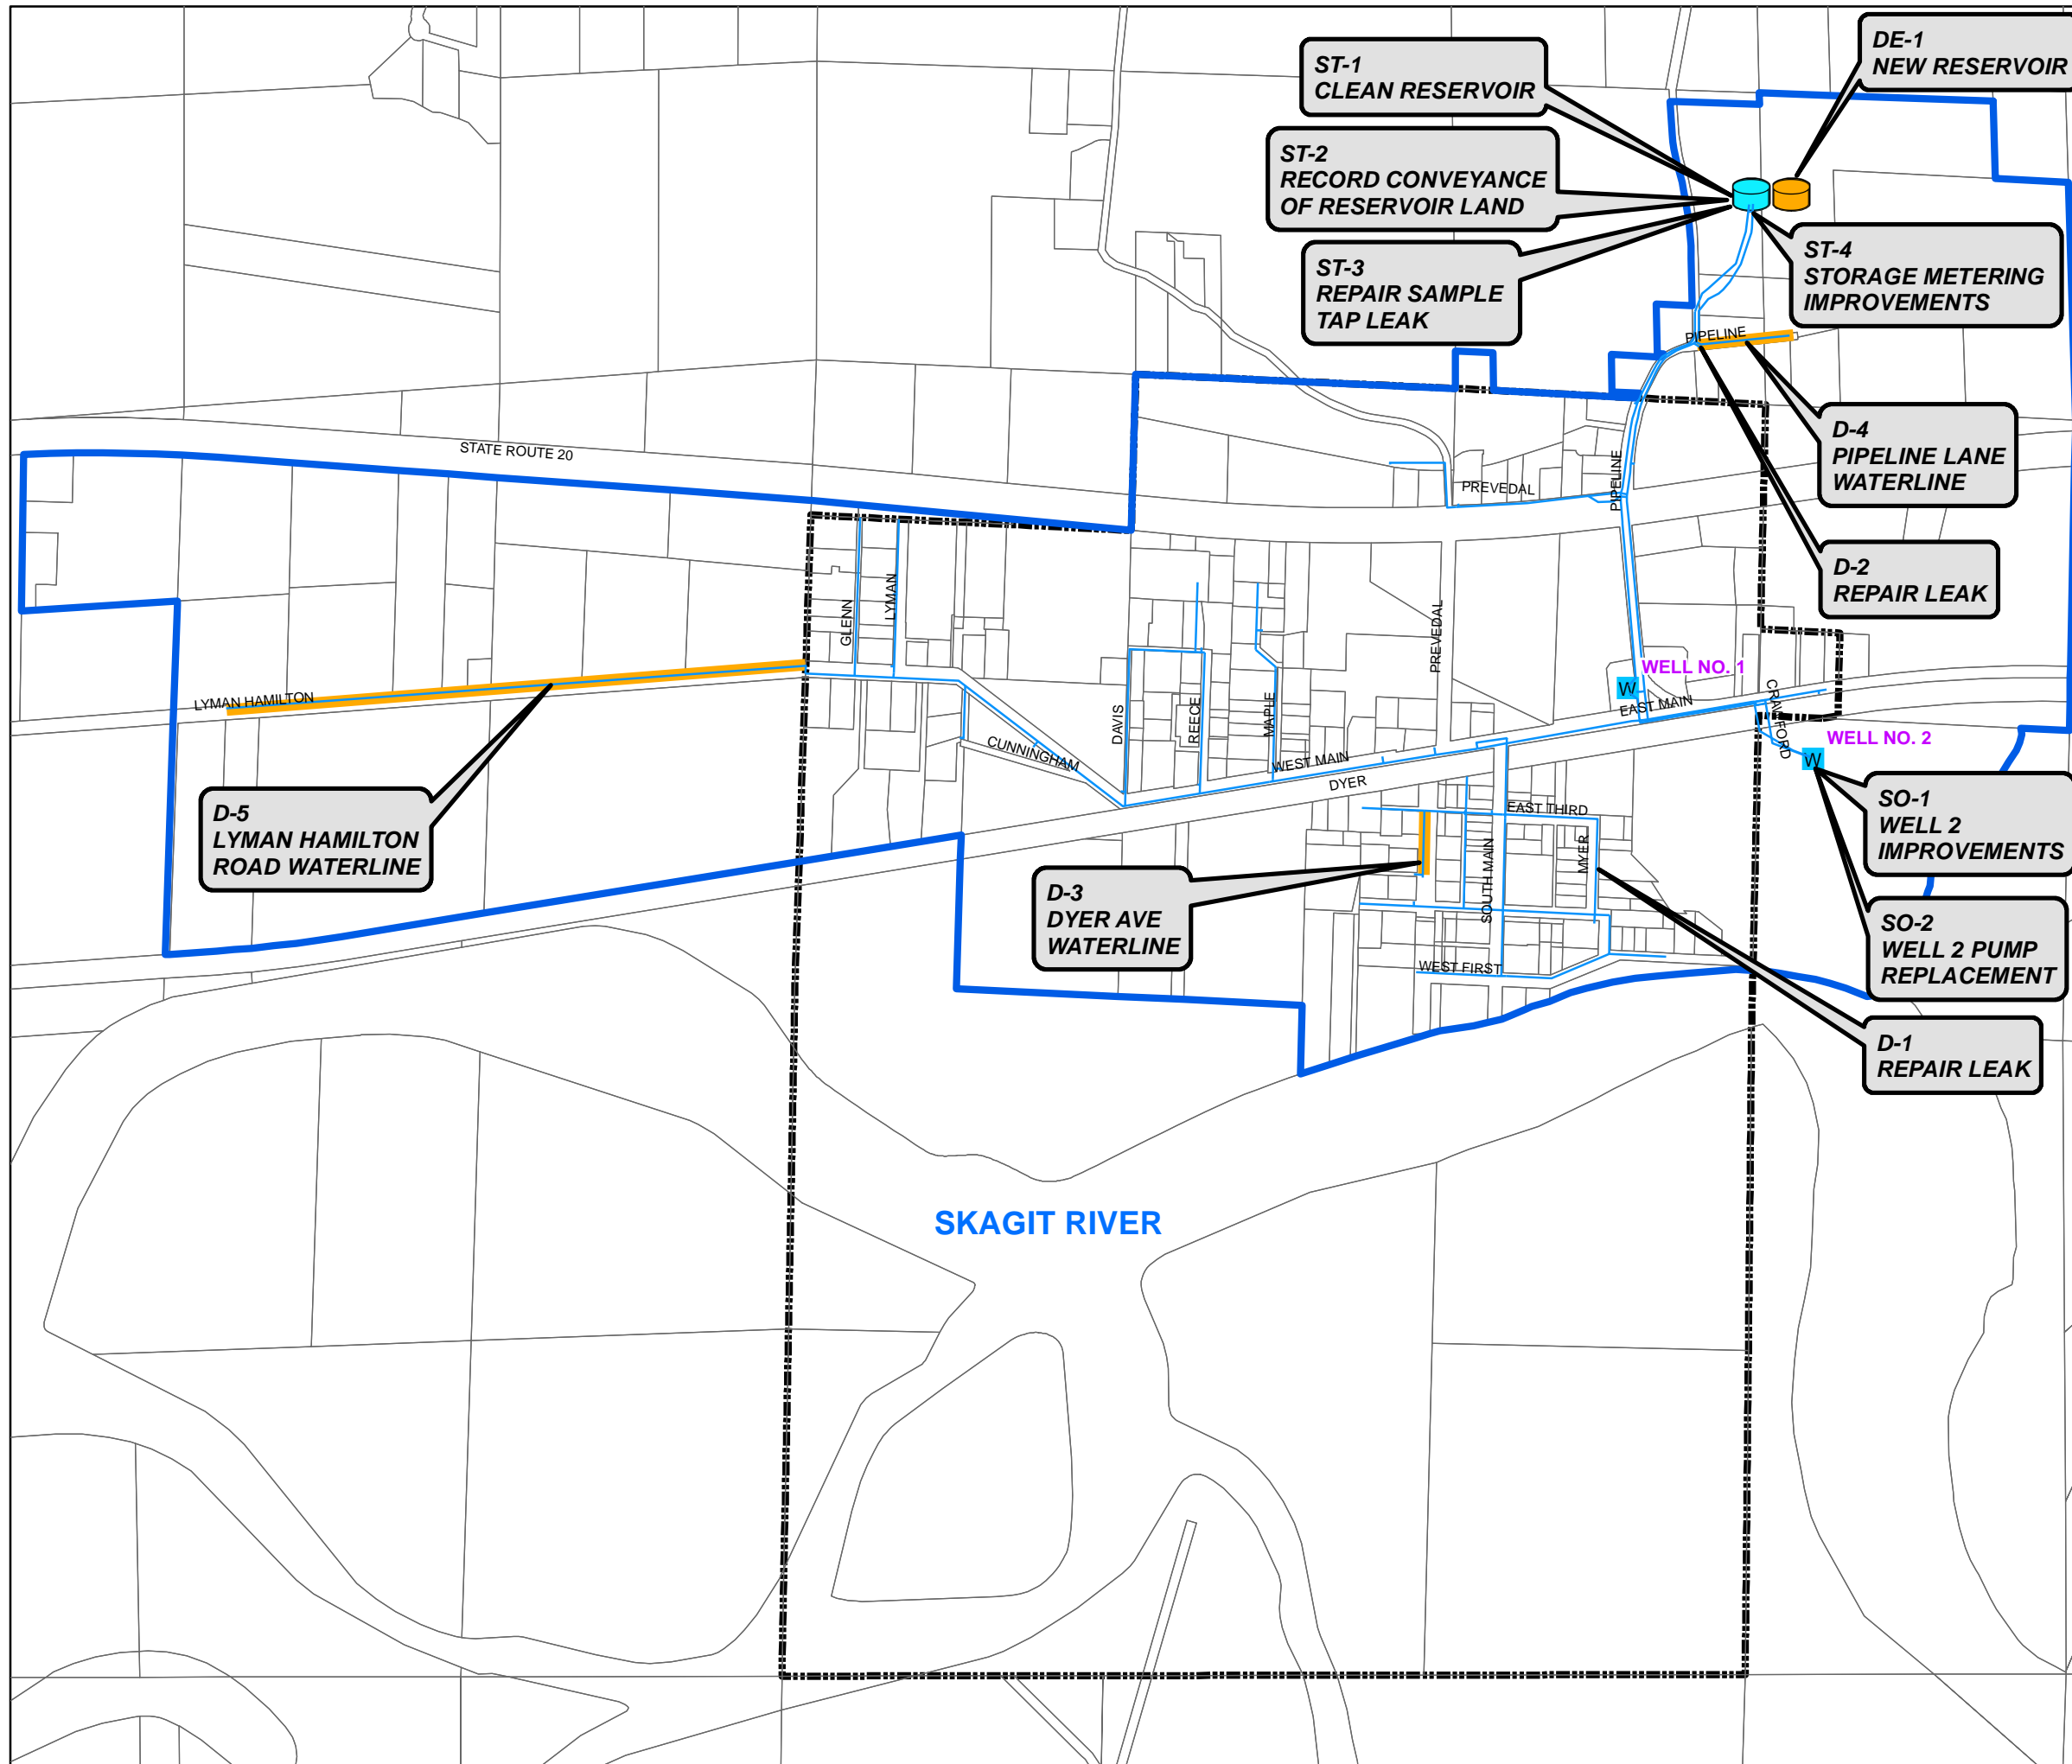 DE-1
NEW RESERVOIR
ST-1
CLEAN RESERVOIR
ST-2
RECORD CONVEYANCE
OF RESERVOIR LAND
ST-3
REPAIR SAMPLE
TAP LEAK
ST-4
STORAGE METERING
IMPROVEMENTS
PIPELINE
D-4
PIPELINE LANE
WATERLINE
STATE ROUTE 20
PREVEDAL
PIPELINE
D-2
REPAIR LEAK
GLENN
LYMAN
PREVEDAL
WELL NO. 1
W
LYMAN HAMILTON
EAST MAIN
CRAWFORD
DAVIS
REECE
MAPLE
CUNNINGHAM
WEST MAIN
DYER
WELL NO. 2
W
D-5
LYMAN HAMILTON
ROAD WATERLINE
EAST THIRD
SOUTH MAIN
MYER
SO-1
WELL 2
IMPROVEMENTS
D-3
DYER AVE
WATERLINE
WEST FIRST
SO-2
WELL 2 PUMP
REPLACEMENT
D-1
REPAIR LEAK
SKAGIT RIVER